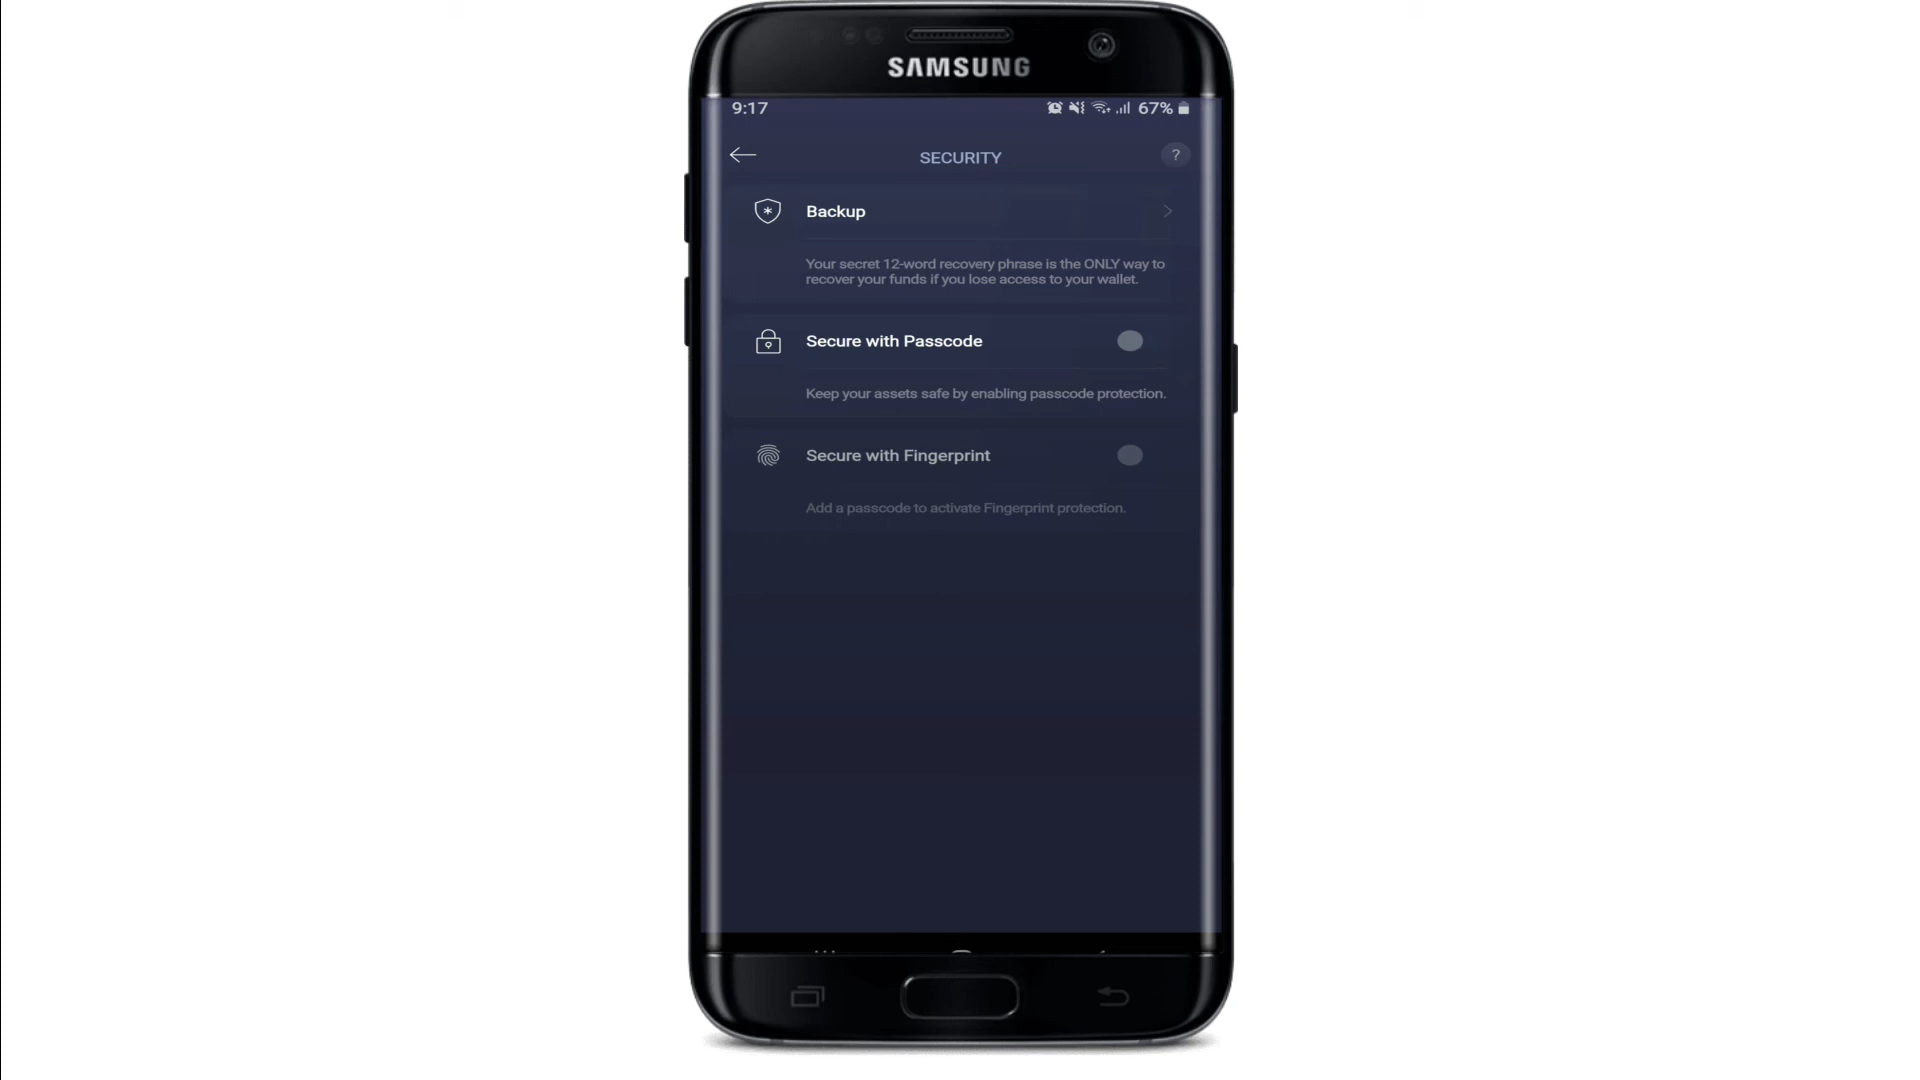 SAMSUNG
9:17
67%
SECURITY
?
Backup
Your secret 12-word recovery phrase is the ONLY way to
recover your funds if you lose access to your wallet.
Secure with Passcode
Keep your assets safe by enabling passcode protection.
Secure with Fingerprint
Add a passcode to activate Fingerprint protection.